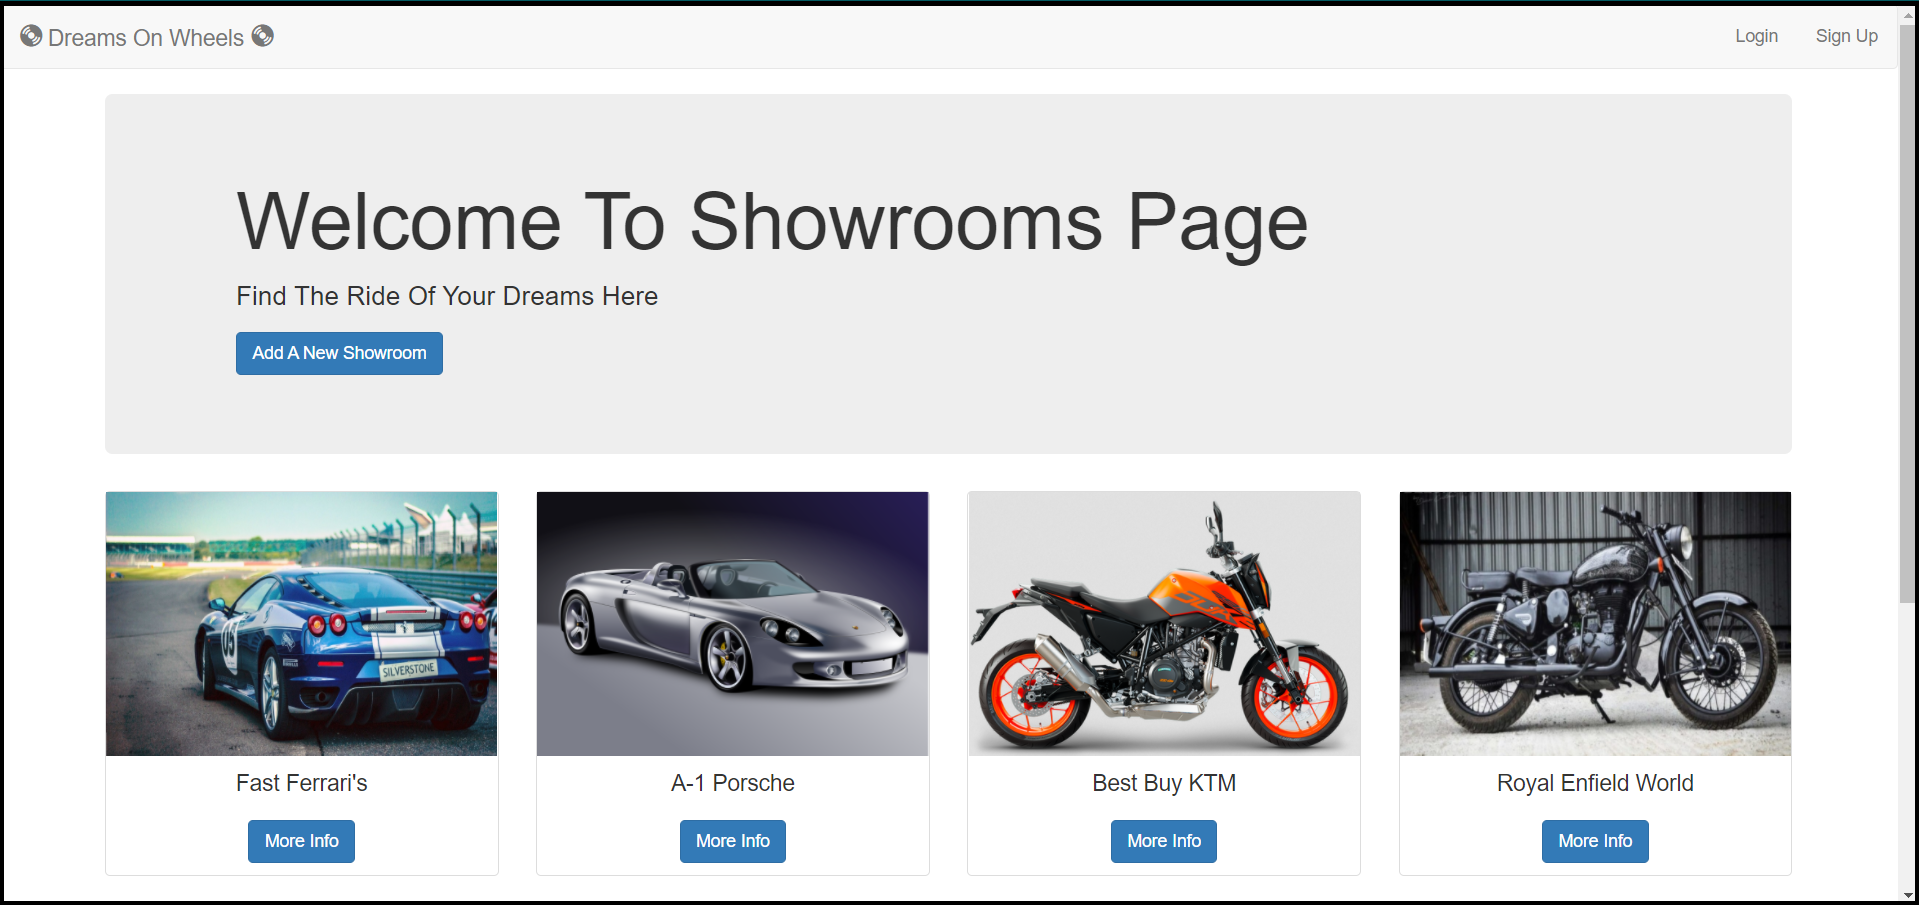 Dreams On Wheels
Login
Sign Up
Welcome To Showrooms Page
Find The Ride Of Your Dreams Here
Add A New Showroom
05
SILVERSTONE
Fast Ferrari's
More Info
A-1 Porsche
More Info
Best Buy KTM
More Info
Royal Enfield World
More Info